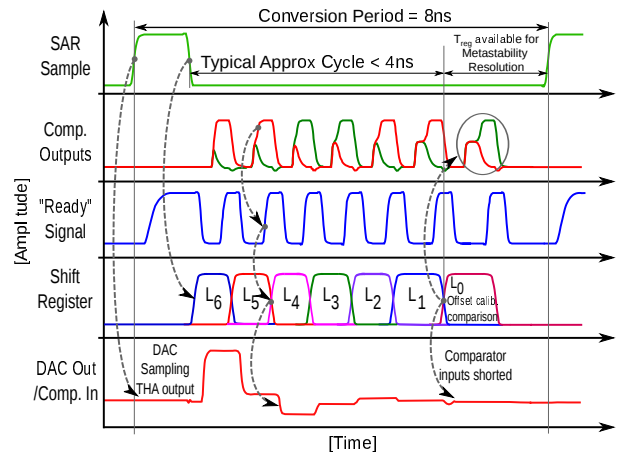 Conversion Period = 8ns
SAR
Sample
Typical Approx Cycle < 4ns
Treg available for
Metastability
Resolution
Comp.
Outputs
"Ready"
Signal
[Ampl tude]
Shift
Register
L6
L5
L4
L3
L2
L1
L0
Offset calib.
comparison
DAC Out
/Comp. In
DAC
Sampling
THA output
Comparator
inputs shorted
[Time]